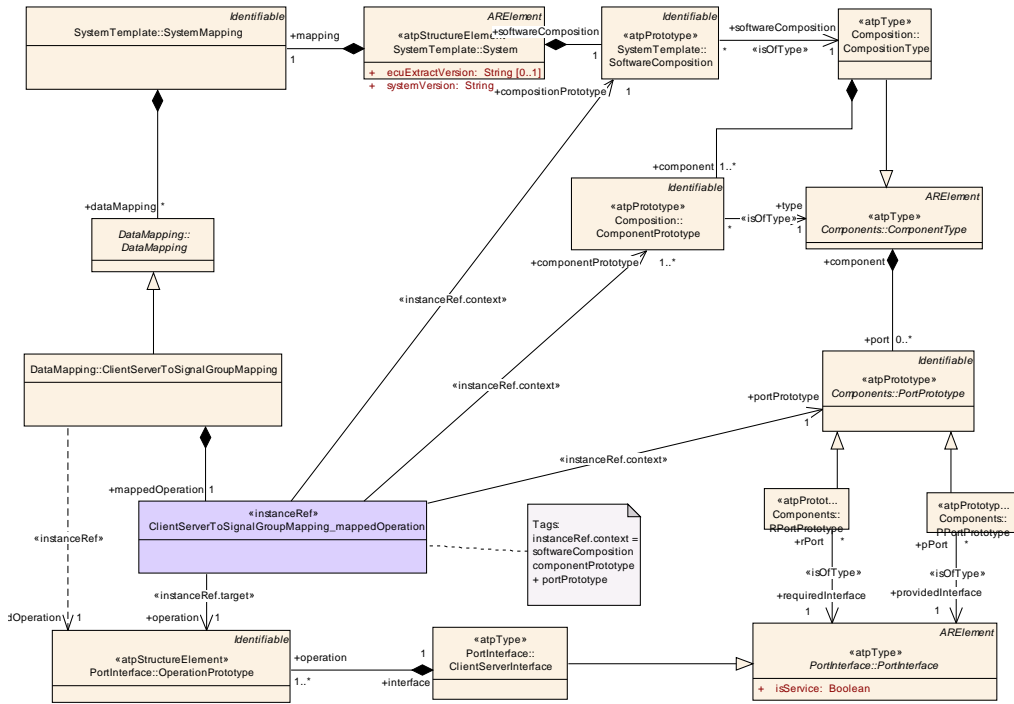 Identifiable
SystemTemplate::SystemMapping
+mapping
1
ARElement
«atpStructureElem
SystemTemplate::System
+ ecuExtractVersion: String [0..1]
+ systemVersion: String
+softwareComposition
1
Identifiable
«atpPrototype»
SystemTemplate::
SoftwareComposition
+softwareComposition
*
«isOfType»
1
«atpType»
Composition::
CompositionType
+compositionPrototype
1
+component
1..*
Identifiable
«atpPrototype»
Composition::
ComponentPrototype
+type
«isOfType»
*
1
ARElement
«atpType»
Components::ComponentType
+dataMapping
*
DataMapping::
DataMapping
+componentPrototype
1..*
+component
«instanceRef.context»
+port
0..*
DataMapping::ClientServerToSignalGroupMapping
Identifiable
«atpPrototype»
Components::PortPrototype
«instanceRef.context»
+portPrototype
1
«instanceRef.context»
+mappedOperation
1
«instanceRef»
ClientServerToSignalGroupMapping_mappedOperation
«atpProtot...
Components::
RPortPrototype
«atpPrototyp...
Components::
PPortPrototype
Tags:
instanceRef.context =
softwareComposition
componentPrototype
+ portPrototype
«instanceRef»
+rPort
*
+pPort
*
«isOfType»
«isOfType»
«instanceRef.target»
+requiredInterface
1
+providedInterface
1
dOperation
1
+operation
1
Identifiable
«atpStructureElement»
PortInterface::OperationPrototype
+operation
1..*
1
+interface
«atpType»
PortInterface::
ClientServerInterface
ARElement
«atpType»
PortInterface::PortInterface
+ isService: Boolean